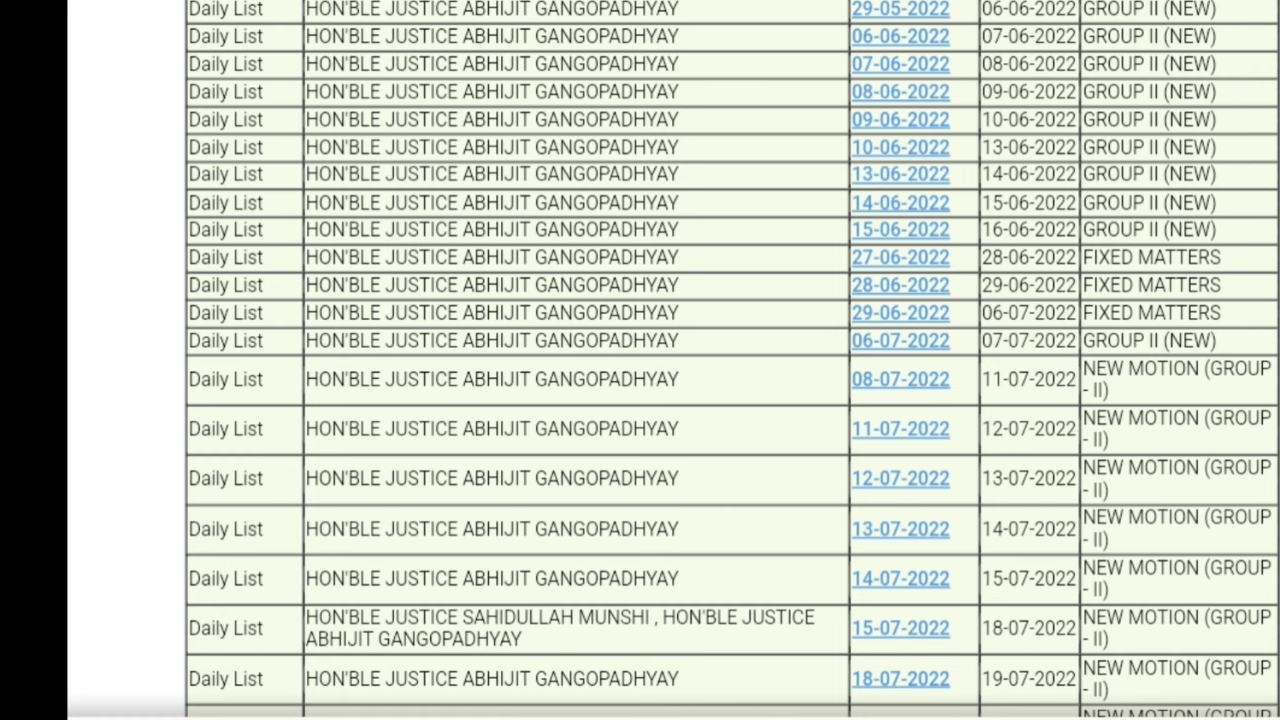 Daily List HON'BLE JUSTICE ABHIJIT GANGOPADHYAY 29-05-2022 06-06-2022 GROUP II (NEW)
Daily List HON'BLE JUSTICE ABHIJIT GANGOPADHYAY 06-06-2022 07-06-2022 GROUP II (NEW)
Daily List HON'BLE JUSTICE ABHIJIT GANGOPADHYAY 07-06-2022 08-06-2022 GROUP II (NEW)
Daily List HON'BLE JUSTICE ABHIJIT GANGOPADHYAY 08-06-2022 09-06-2022 GROUP II (NEW)
Daily List HON'BLE JUSTICE ABHIJIT GANGOPADHYAY 09-06-2022 10-06-2022 GROUP II (NEW)
Daily List HON'BLE JUSTICE ABHIJIT GANGOPADHYAY 10-06-2022 13-06-2022 GROUP II (NEW)
Daily List HON'BLE JUSTICE ABHIJIT GANGOPADHYAY 13-06-2022 14-06-2022 GROUP II (NEW)
Daily List HON'BLE JUSTICE ABHIJIT GANGOPADHYAY 14-06-2022 15-06-2022 GROUP II (NEW)
Daily List HON'BLE JUSTICE ABHIJIT GANGOPADHYAY 15-06-2022 16-06-2022 GROUP II (NEW)
Daily List HON'BLE JUSTICE ABHIJIT GANGOPADHYAY 27-06-2022 28-06-2022 FIXED MATTERS
Daily List HON'BLE JUSTICE ABHIJIT GANGOPADHYAY 28-06-2022 29-06-2022 FIXED MATTERS
Daily List HON'BLE JUSTICE ABHIJIT GANGOPADHYAY 29-06-2022 06-07-2022 FIXED MATTERS
Daily List HON'BLE JUSTICE ABHIJIT GANGOPADHYAY 06-07-2022 07-07-2022 GROUP II (NEW)
Daily List HON'BLE JUSTICE ABHIJIT GANGOPADHYAY 08-07-2022 11-07-2022 NEW MOTION (GROUP
- II)
Daily List HON'BLE JUSTICE ABHIJIT GANGOPADHYAY 11-07-2022 12-07-2022 NEW MOTION (GROUP
- II)
Daily List HON'BLE JUSTICE ABHIJIT GANGOPADHYAY 12-07-2022 13-07-2022 NEW MOTION (GROUP
- II)
Daily List HON'BLE JUSTICE ABHIJIT GANGOPADHYAY 13-07-2022 14-07-2022 NEW MOTION (GROUP
- II)
Daily List HON'BLE JUSTICE ABHIJIT GANGOPADHYAY 14-07-2022 15-07-2022 NEW MOTION (GROUP
- II)
Daily List HON'BLE JUSTICE SAHIDULLAH MUNSHI , HON'BLE JUSTICE
ABHIJIT GANGOPADHYAY 15-07-2022 18-07-2022 NEW MOTION (GROUP
- II)
Daily List HON'BLE JUSTICE ABHIJIT GANGOPADHYAY 18-07-2022 19-07-2022 NEW MOTION (GROUP
- II)
NEW MOTION (GROUP